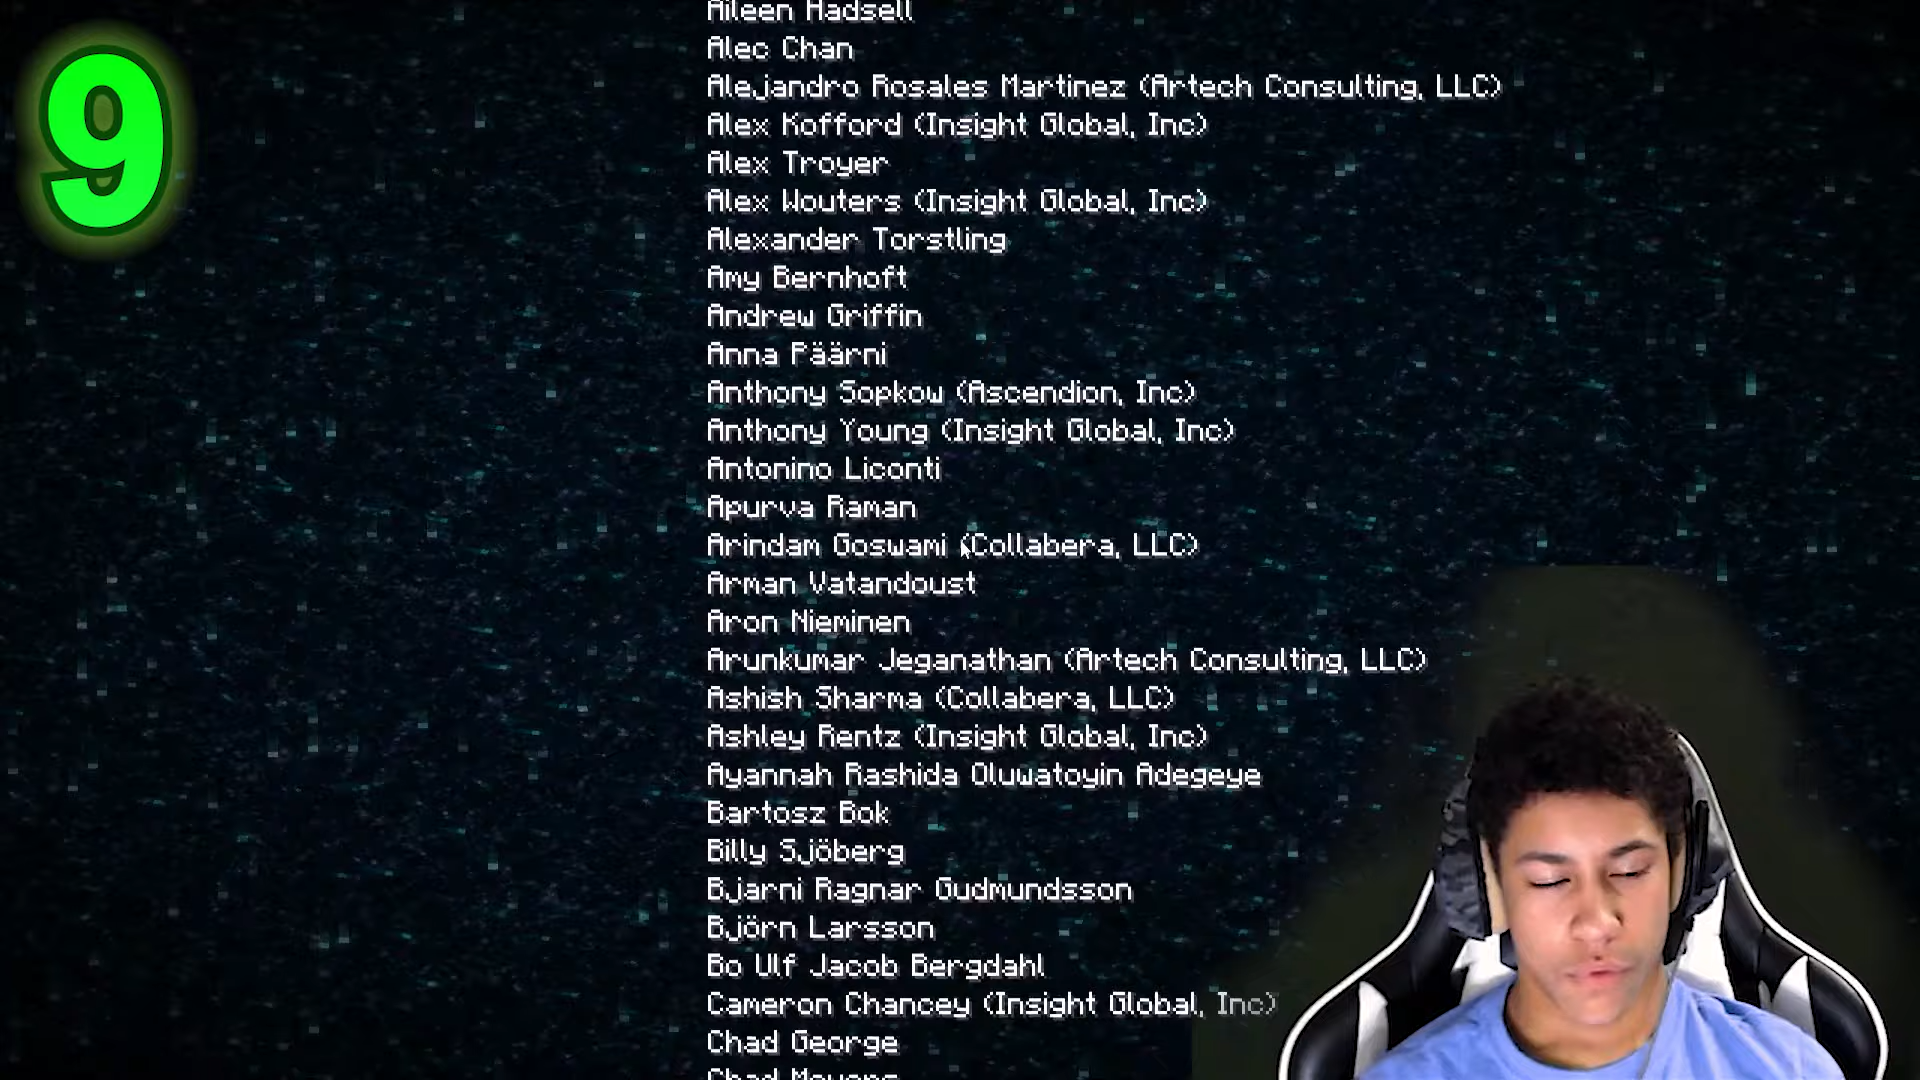 9
Aileen Hadsell
Alec Chan
Alejandro Rosales Martinez (Artech Consulting, LLC)
Alex Kofford (Insight Global, Inc)
Alex Troyer
Alex Wouters (Insight Global, Inc)
Alexander Torstling
Amy Bernhoft
Andrew Griffin
Anna Päärni
Anthony Sopkow (Ascendion, Inc)
Anthony Young (Insight Global, Inc)
Antonino Liconti
Apurva Raman
Arindam Goswami (Collabera, LLC)
Arman Vatandoust
Aron Nieminen
Arunkumar Jeganathan (Artech Consulting, LLC)
Ashish Sharma (Collabera, LLC)
Ashley Rentz (Insight Global, Inc)
Ayannah Rashida Oluwatoyin Adegeye
Bartosz Bok
Billy Sjöberg
Bjarni Ragnar Gudmundsson
Björn Larsson
Bo Ulf Jacob Bergdahl
Cameron Chancey (Insight Global, Inc)
Chad George
Chad